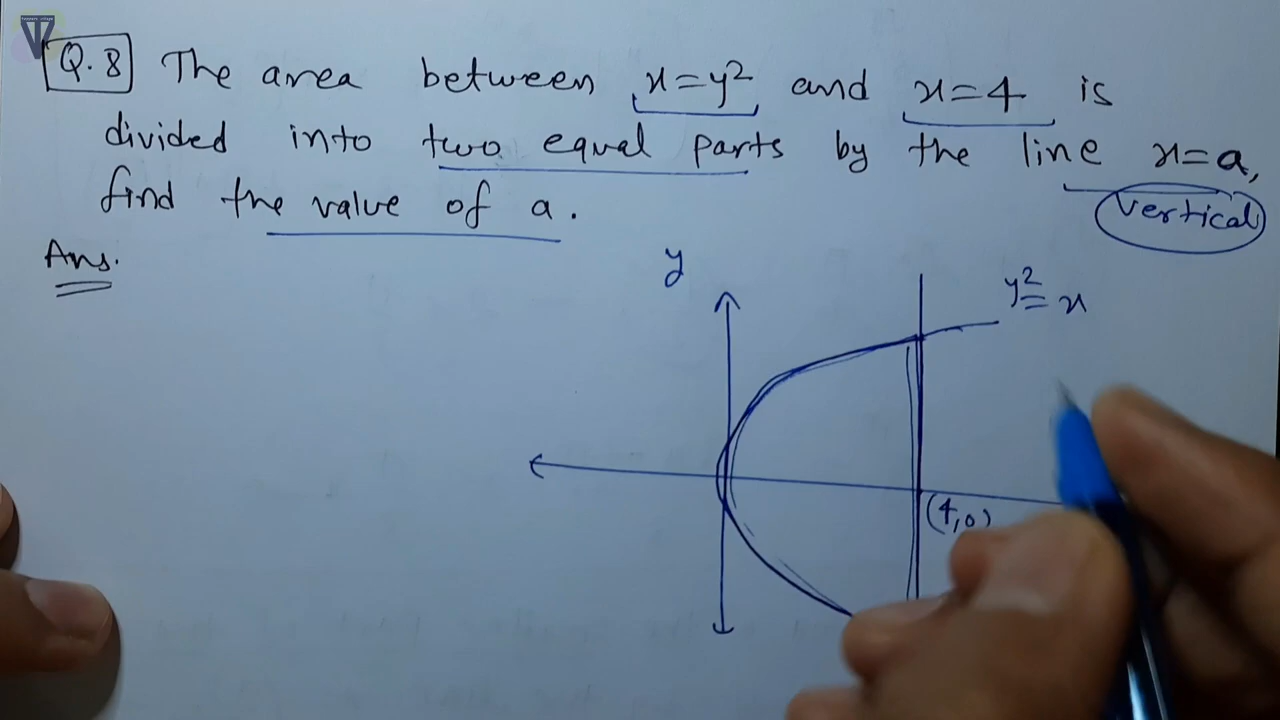 Q.8 The area between x=y² and x=4 is
divided into two equal parts by the line x=a,
find the value of a.
vertical
Ans.
y
y²=x
(4,0)